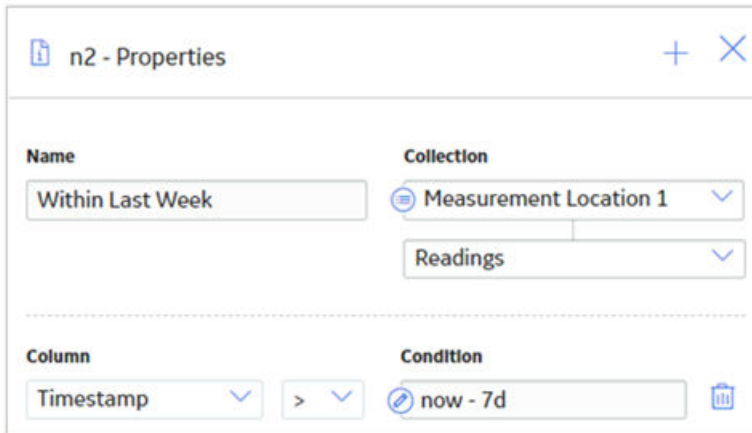 n2 - Properties
Name Collection
Within Last Week Measurement Location 1
Readings
Column Condition
Timestamp > now - 7d